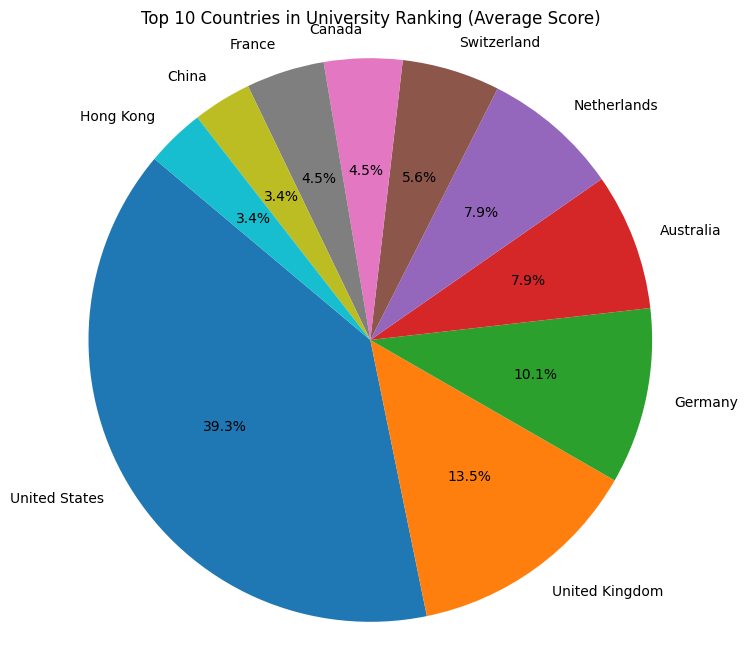 Top 10 Countries in University Ranking (Average Score)
Canada
France
Switzerland
China
Netherlands
Hong Kong
Australia
Germany
United States
United Kingdom
4.5%
4.5%
5.6%
3.4%
7.9%
3.4%
7.9%
10.1%
39.3%
13.5%